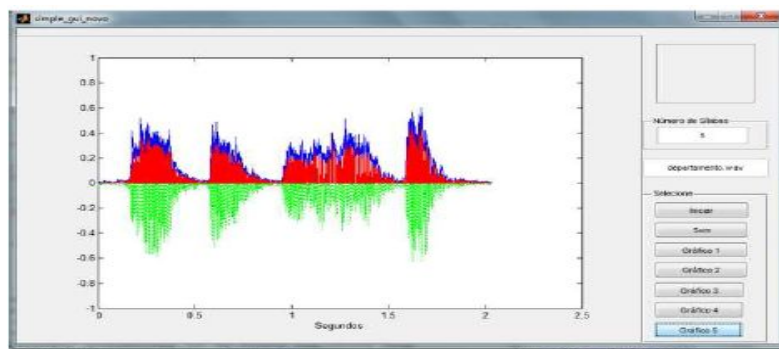 simple_gui_novo
1
0.8
0.6
0.4
0.2
0
-0.2
-0.4
-0.6
-0.8
-1
0 0.5 1 1.5 2 2.5
Segundos
Número de Sílabas
5
departamento.wav
Selecione
Iniciar
Som
Gráfico 1
Gráfico 2
Gráfico 3
Gráfico 4
Gráfico 5